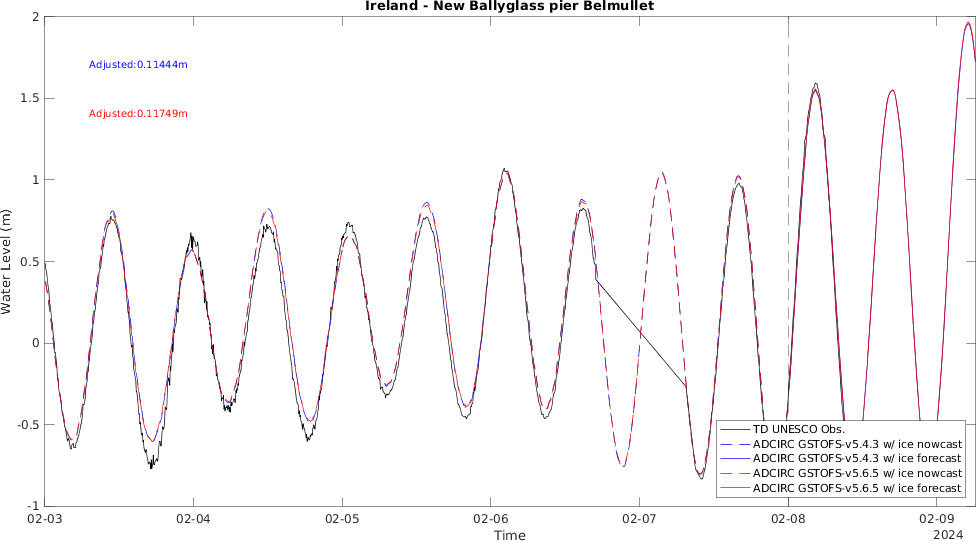 Ireland - New Ballyglass pier Belmullet
2
1.5
1
0.5
0
-0.5
-1
Water Level (m)
Adjusted:0.11444m
Adjusted:0.11749m
TD UNESCO Obs.
ADCIRC GSTOFS-v5.4.3 w/ ice nowcast
ADCIRC GSTOFS-v5.4.3 w/ ice forecast
ADCIRC GSTOFS-v5.6.5 w/ ice nowcast
ADCIRC GSTOFS-v5.6.5 w/ ice forecast
02-03 02-04 02-05 02-06 02-07 02-08 02-09
Time 2024